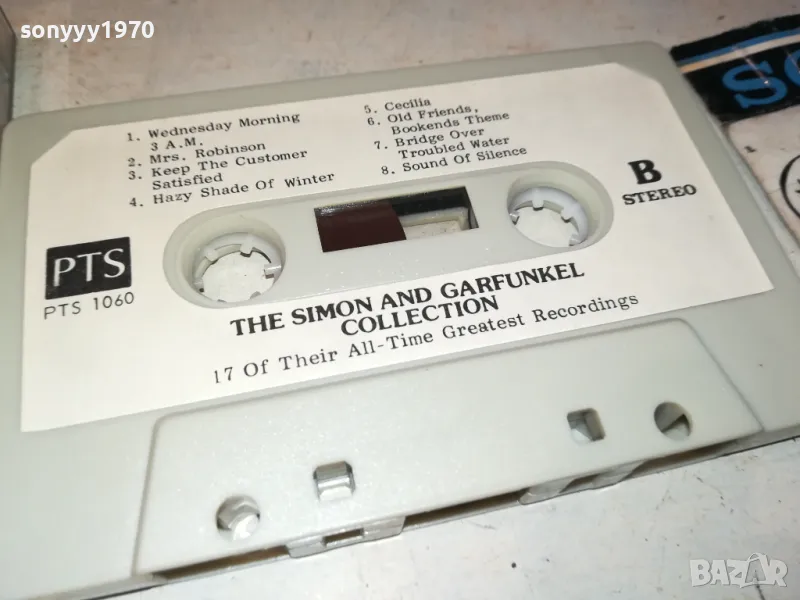 sonyyy1970
1. Wednesday Morning
3 A.M.
2. Mrs. Robinson
3. Keep The Customer
Satisfied
4. Hazy Shade Of Winter
5. Cecilia
6. Old Friends,
Bookends Theme
7. Bridge Over
Troubled Water
8. Sound Of Silence
B
STEREO
PTS
PTS 1060
THE SIMON AND GARFUNKEL
COLLECTION
17 Of Their All-Time Greatest Recordings
BAZAR